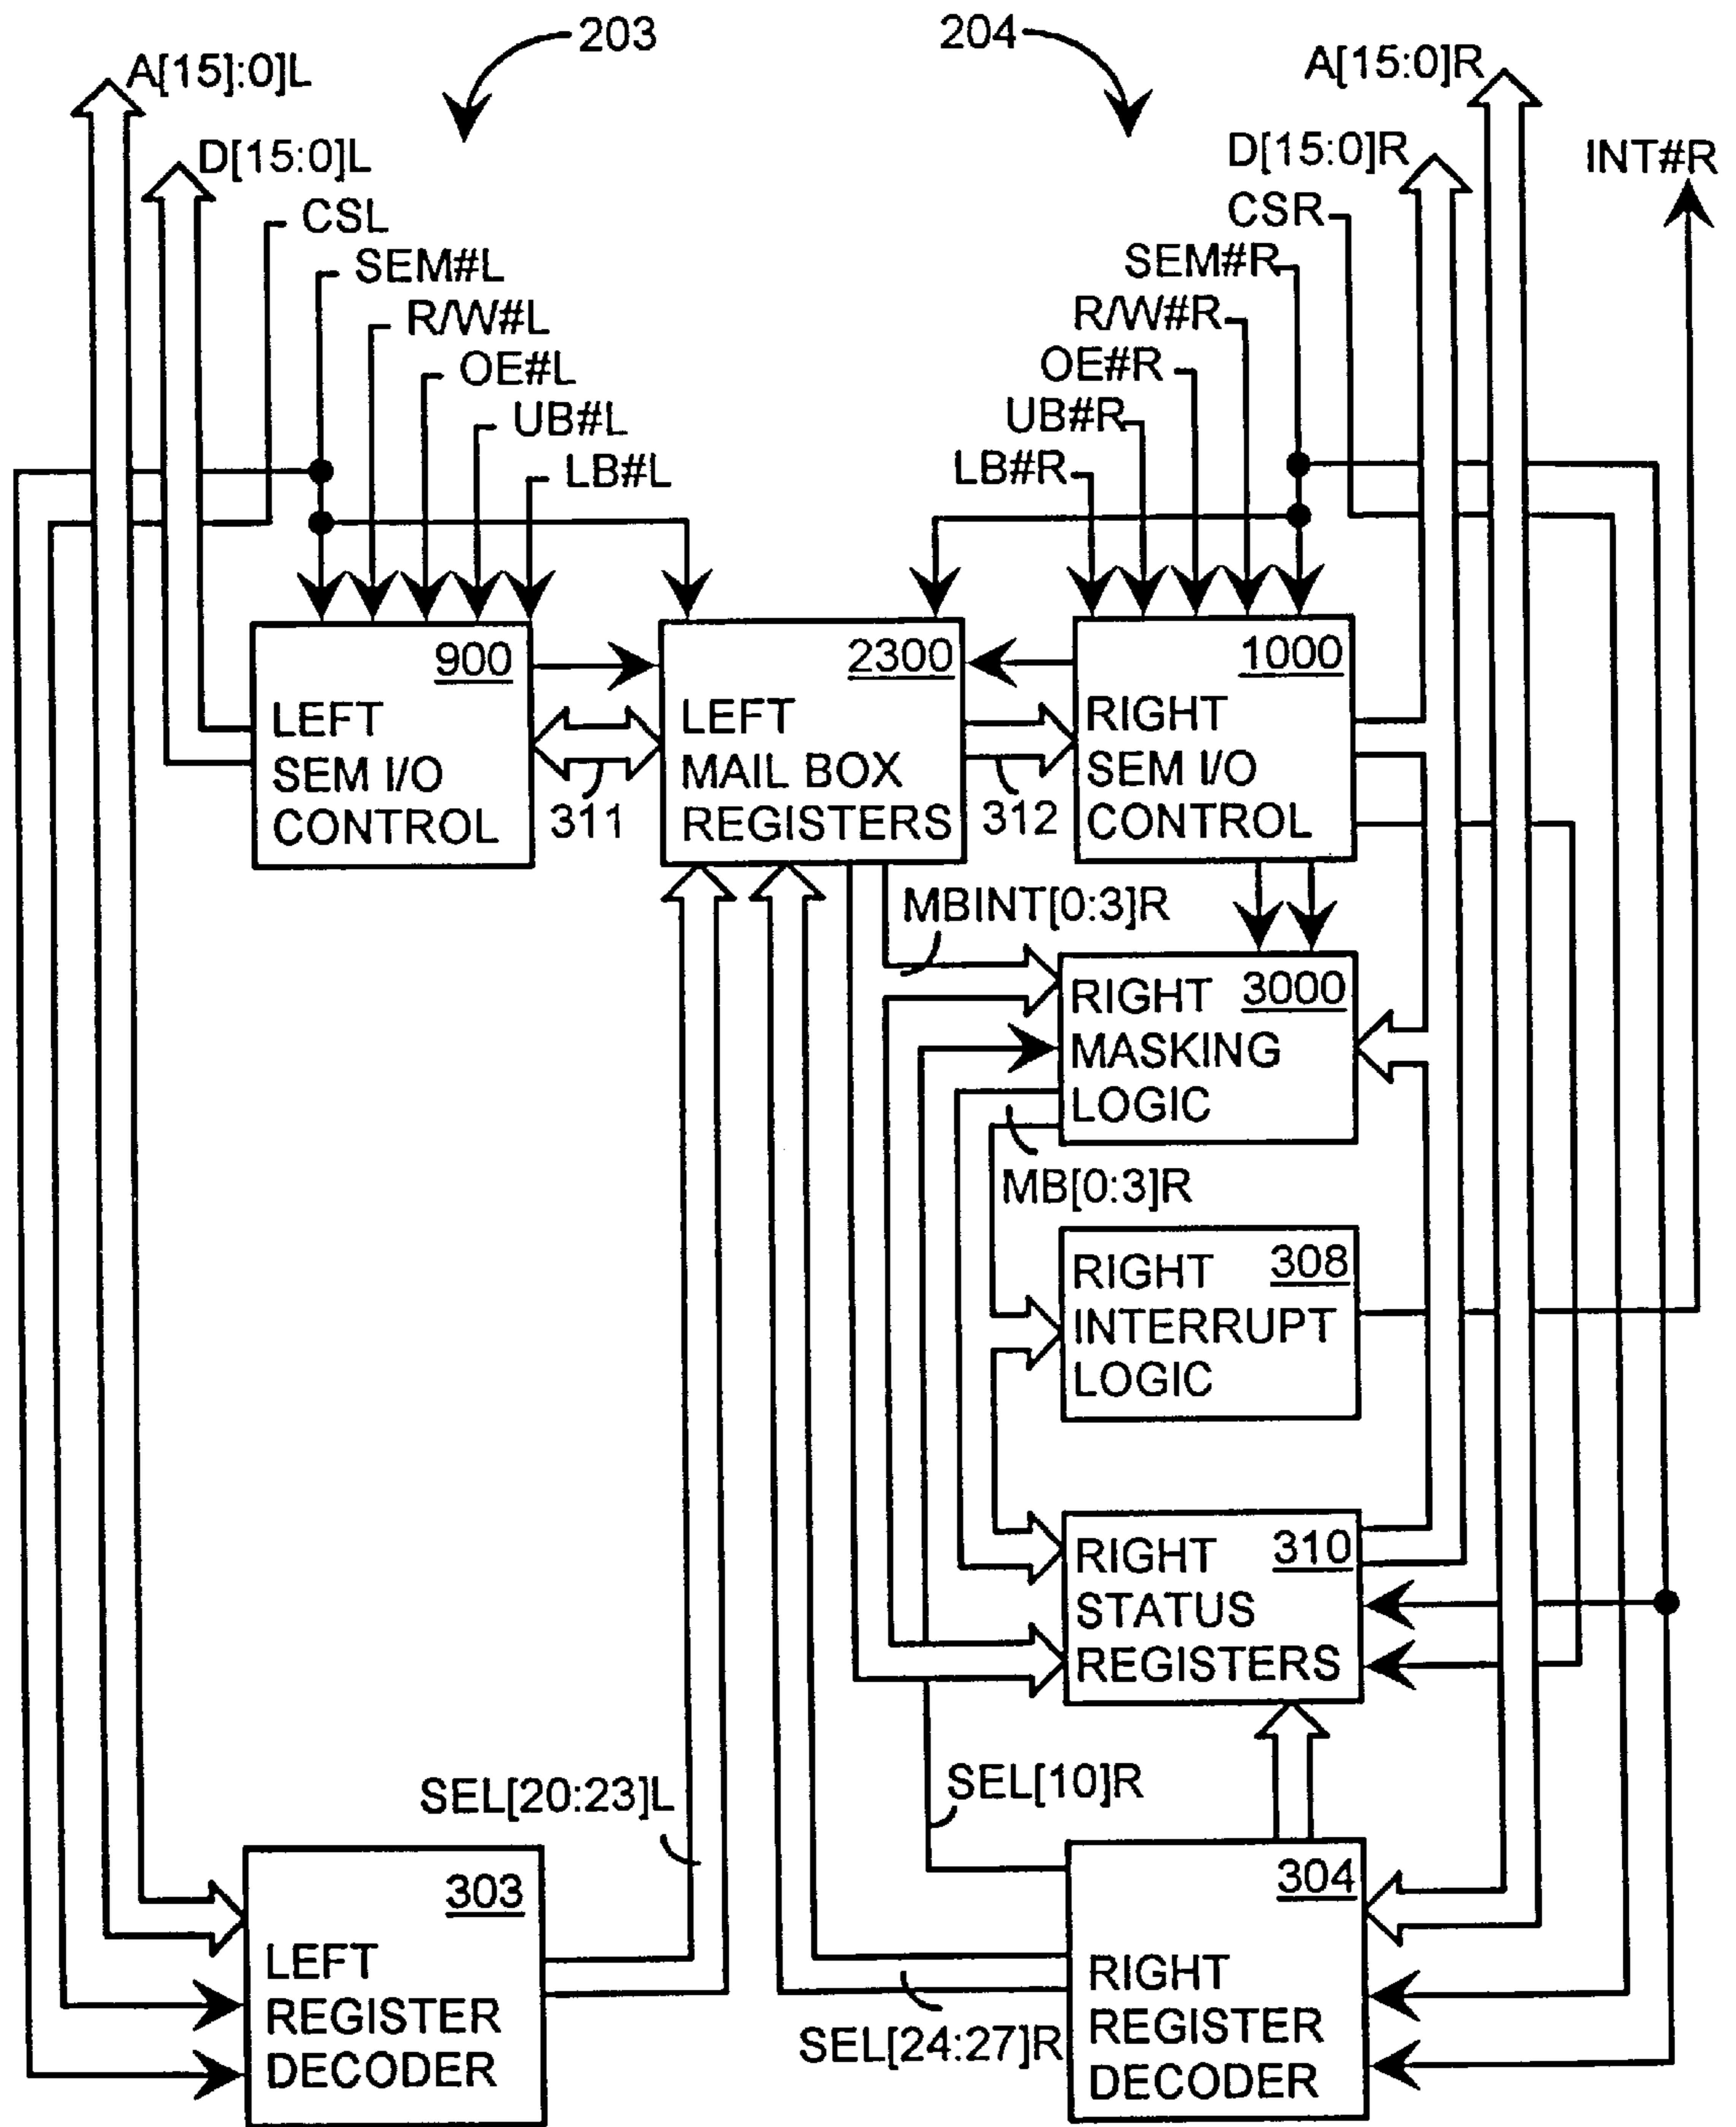 203
204
A[15]:0]L
A[15:0]R
D[15:0]L
D[15:0]R
INT#R
CSL
CSR
SEM#L
SEM#R
R/W#L
R/W#R
OE#L
OE#R
UB#L
UB#R
LB#L
LB#R
900
LEFT
SEM I/O
CONTROL
311
2300
LEFT
MAIL BOX
REGISTERS
312
1000
RIGHT
SEM I/O
CONTROL
MBINT[0:3]R
3000
RIGHT
MASKING
LOGIC
MB[0:3]R
308
RIGHT
INTERRUPT
LOGIC
310
RIGHT
STATUS
REGISTERS
SEL[20:23]L
SEL[10]R
303
LEFT
REGISTER
DECODER
SEL[24:27]R
304
RIGHT
REGISTER
DECODER